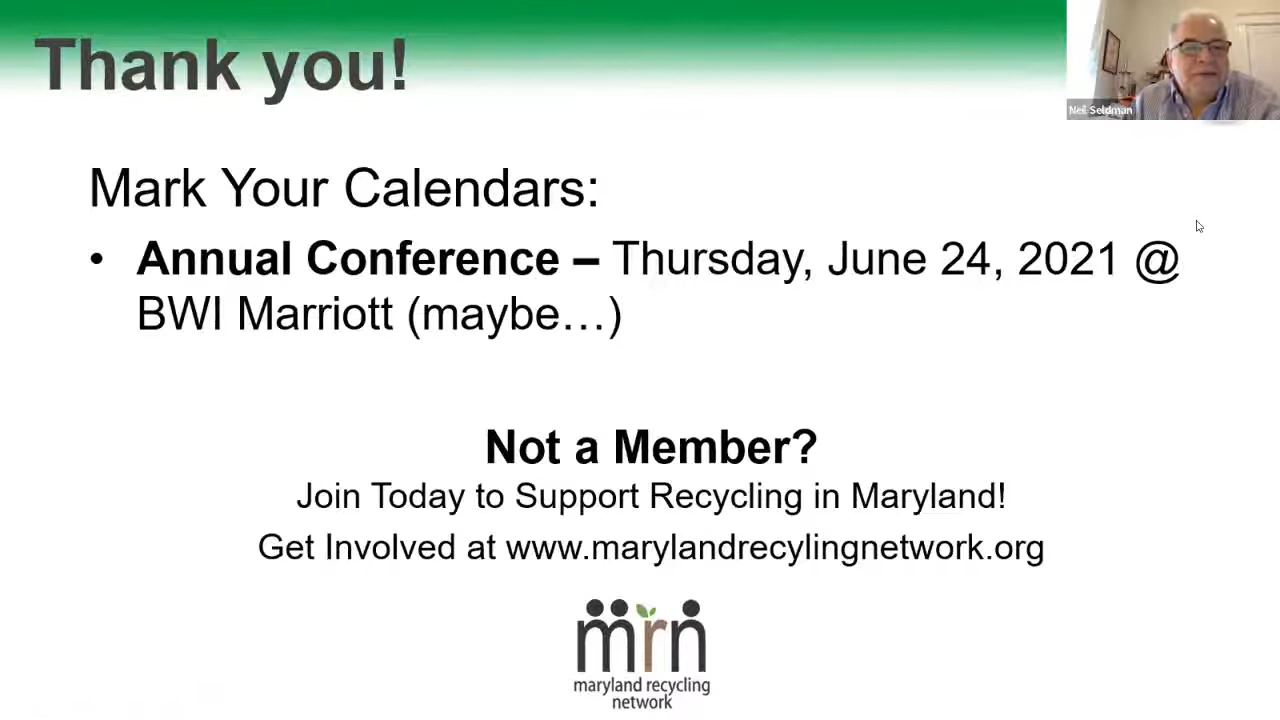 Thank you!
Neil Seldman
Mark Your Calendars:
• Annual Conference – Thursday, June 24, 2021 @
BWI Marriott (maybe…)
Not a Member?
Join Today to Support Recycling in Maryland!
Get Involved at www.marylandrecylingnetwork.org
mrn
maryland recycling
network